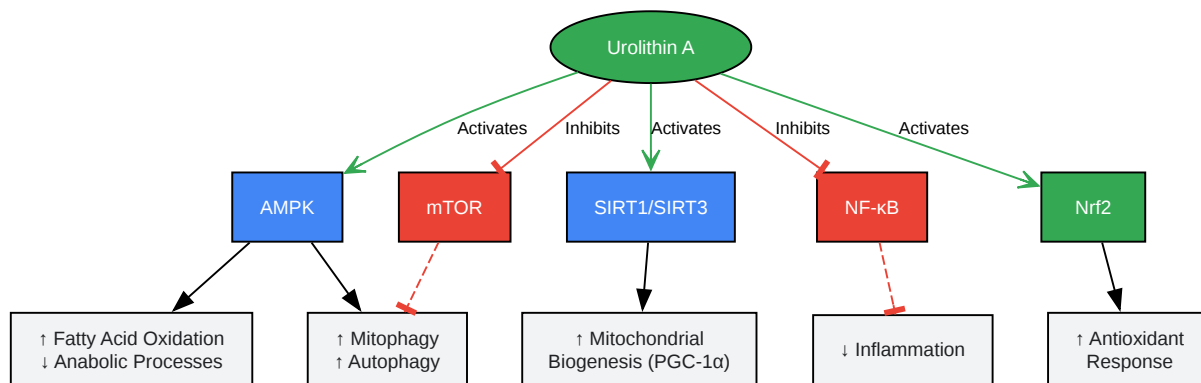 Urolithin A
Activates
Inhibits
Activates
Inhibits
Activates
AMPK
mTOR
SIRT1/SIRT3
NF-κB
Nrf2
↑ Fatty Acid Oxidation
↓ Anabolic Processes
↑ Mitophagy
↑ Autophagy
↑ Mitochondrial
Biogenesis (PGC-1α)
↓ Inflammation
↑ Antioxidant
Response